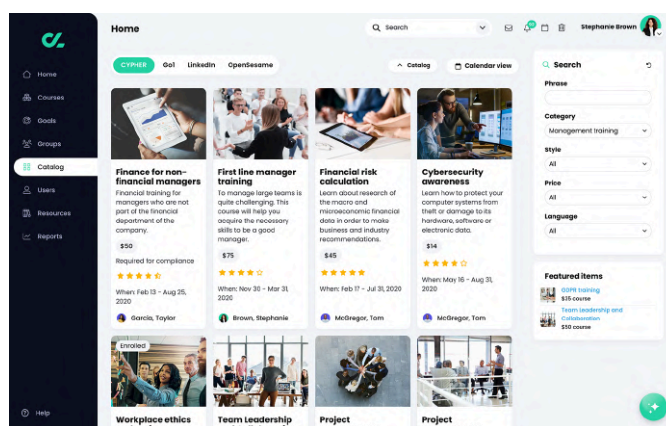 Home
Search
Stephanie Brown
Home
Courses
Goals
Groups
Catalog
Users
Resources
Reports
Help
CYPHER
Go1
LinkedIn
OpenSesame
Catalog
Calendar view
Finance for non-
financial managers
Financial training for
managers who are not
part of the financial
department of the
company.
$50
Required for compliance
When: Feb 13 - Aug 25,
2020
Garcia, Taylor
First line manager
training
To manage large teams is
quite challenging. This
course will help you
acquire the necessary
skills to be a good
manager.
$75
When: Nov 30 - Mar 31,
2020
Brown, Stephanie
Financial risk
calculation
Learn about research of
the macro and
microeconomic financial
data in order to make
business and industry
recommendations.
$45
When: Feb 17 - Jul 31, 2020
McGregor, Tom
Cybersecurity
awareness
Learn how to protect your
computer systems from
theft or damage to its
hardware, software or
electronic data.
$14
When: May 16 - Aug 31,
2020
McGregor, Tom
Enrolled
Workplace ethics
Team Leadership
Project
Project
Search
Phrase
Category
Management training
Style
All
Price
All
Language
All
Featured items
GDPR training
$35 course
Team Leadership and
Collaboration
$50 course